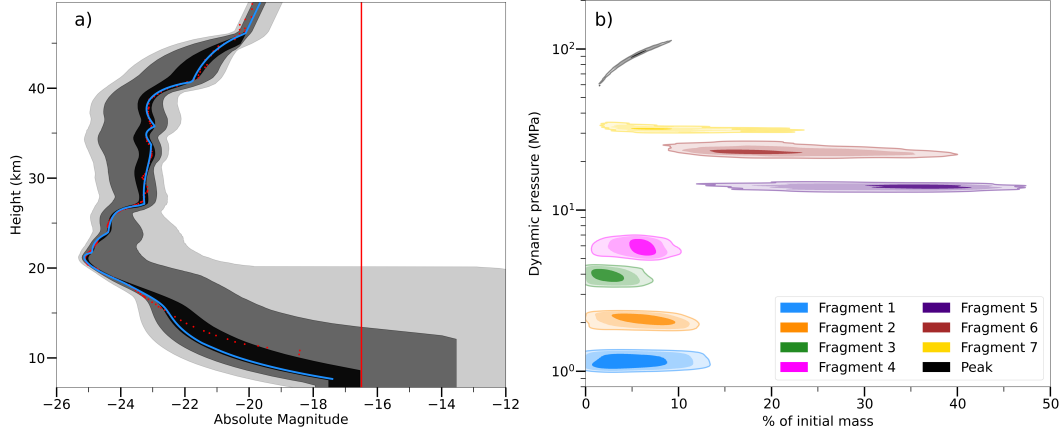 a)
Height (km)
40
30
20
10
−26
−24
−22
−20
−18
−16
−14
−12
Absolute Magnitude
b)
Dynamic pressure (MPa)
10²
10¹
10⁰
Fragment 1
Fragment 2
Fragment 3
Fragment 4
Fragment 5
Fragment 6
Fragment 7
Peak
0
10
20
30
40
50
% of initial mass